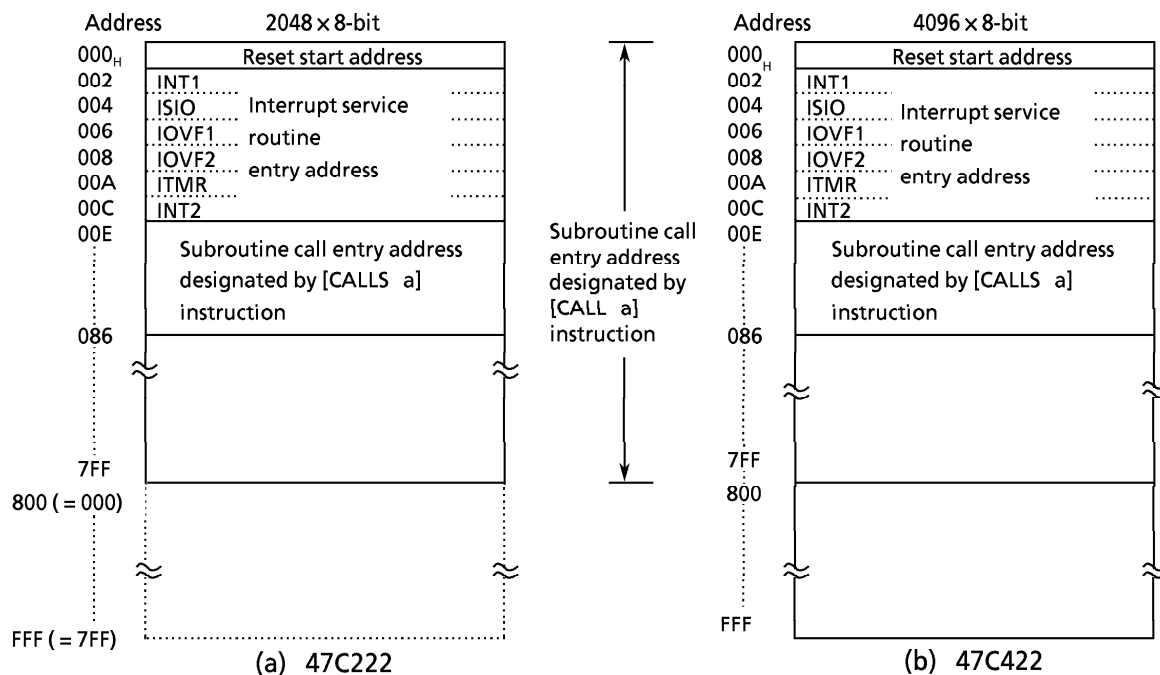 Address 2048 × 8-bit
000H Reset start address
002 INT1
004 ISIO Interrupt service
006 IOVF1 routine
008 IOVF2 entry address
00A ITMR
00C INT2
00E
Subroutine call entry address
designated by [CALLS a]
instruction
086
7FF
800 ( = 000)
FFF ( = 7FF)
(a) 47C222
Subroutine call
entry address
designated by
[CALL a]
instruction
Address 4096 × 8-bit
000H Reset start address
002 INT1
004 ISIO Interrupt service
006 IOVF1 routine
008 IOVF2
00A ITMR entry address
00C INT2
00E
Subroutine call entry address
designated by [CALLS a]
instruction
086
7FF
800
FFF
(b) 47C422